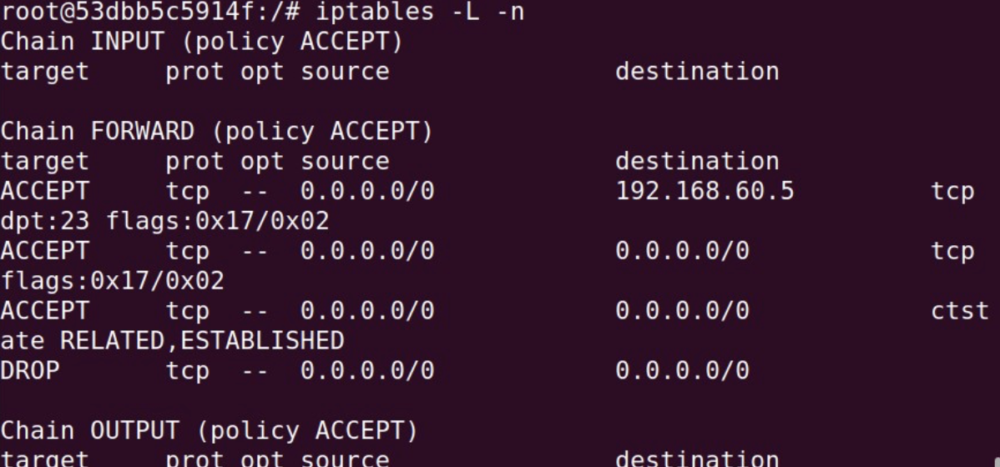 root@53dbb5c5914f:/# iptables -L -n
Chain INPUT (policy ACCEPT)
target     prot opt source               destination
Chain FORWARD (policy ACCEPT)
target     prot opt source               destination
ACCEPT     tcp  --  0.0.0.0/0            192.168.60.5         tcp
dpt:23 flags:0x17/0x02
ACCEPT     tcp  --  0.0.0.0/0            0.0.0.0/0            tcp
flags:0x17/0x02
ACCEPT     tcp  --  0.0.0.0/0            0.0.0.0/0            ctst
ate RELATED,ESTABLISHED
DROP       tcp  --  0.0.0.0/0            0.0.0.0/0
Chain OUTPUT (policy ACCEPT)
target     prot opt source               destination